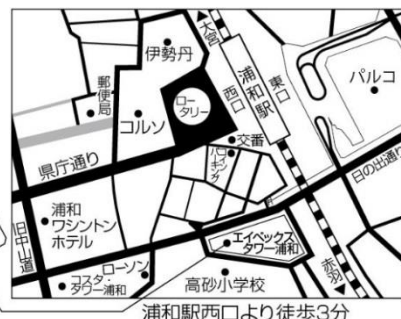 大宮
伊勢丹
郵便局
コルソ
ロータリー
西口
浦和駅
東口
パルコ
交番
コイン
パーキング
県庁通り
日の出通り
浦和
ワシントン
ホテル
旧中山道
エイペックス
タワー浦和
コスタ・
タワー浦和
ローソン
高砂小学校
赤羽
浦和駅西口より徒歩3分